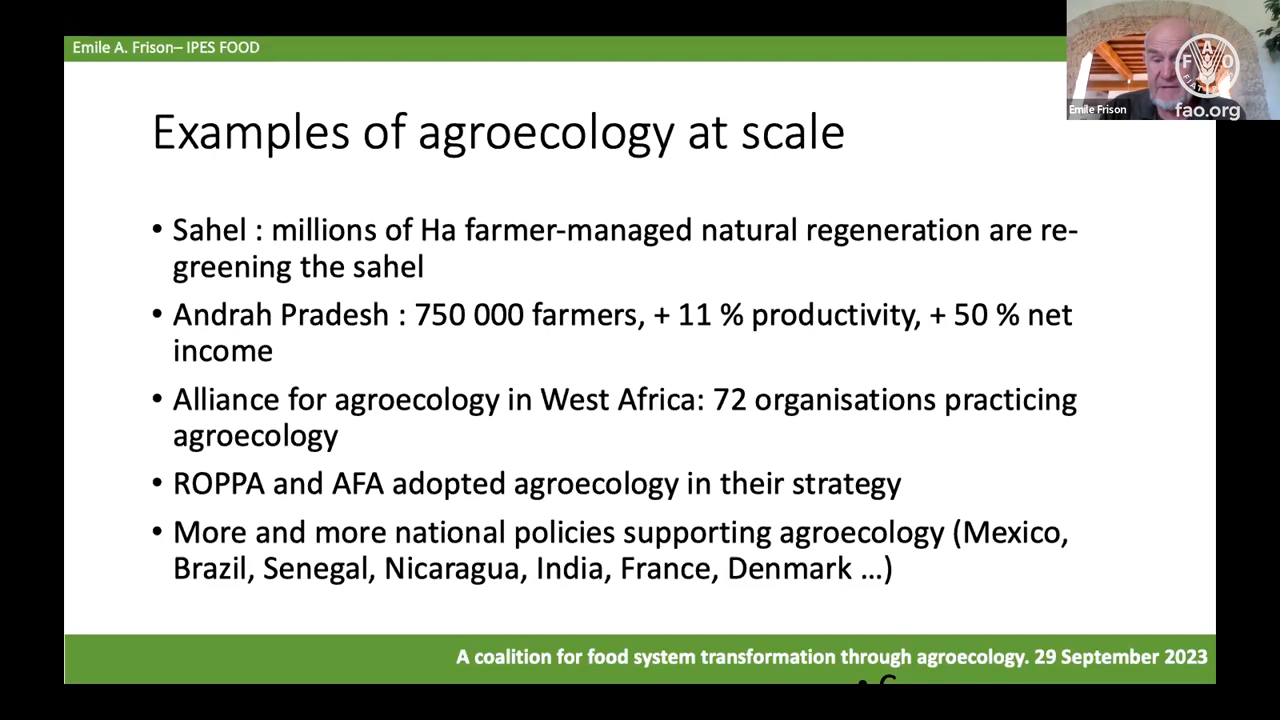 Emile A. Frison– IPES FOOD
Emile Frison
FAO
FIAT
fao.org
Examples of agroecology at scale
• Sahel : millions of Ha farmer-managed natural regeneration are re-
greening the sahel
• Andrah Pradesh : 750 000 farmers, + 11 % productivity, + 50 % net
income
• Alliance for agroecology in West Africa: 72 organisations practicing
agroecology
• ROPPA and AFA adopted agroecology in their strategy
• More and more national policies supporting agroecology (Mexico,
Brazil, Senegal, Nicaragua, India, France, Denmark ...)
A coalition for food system transformation through agroecology. 29 September 2023